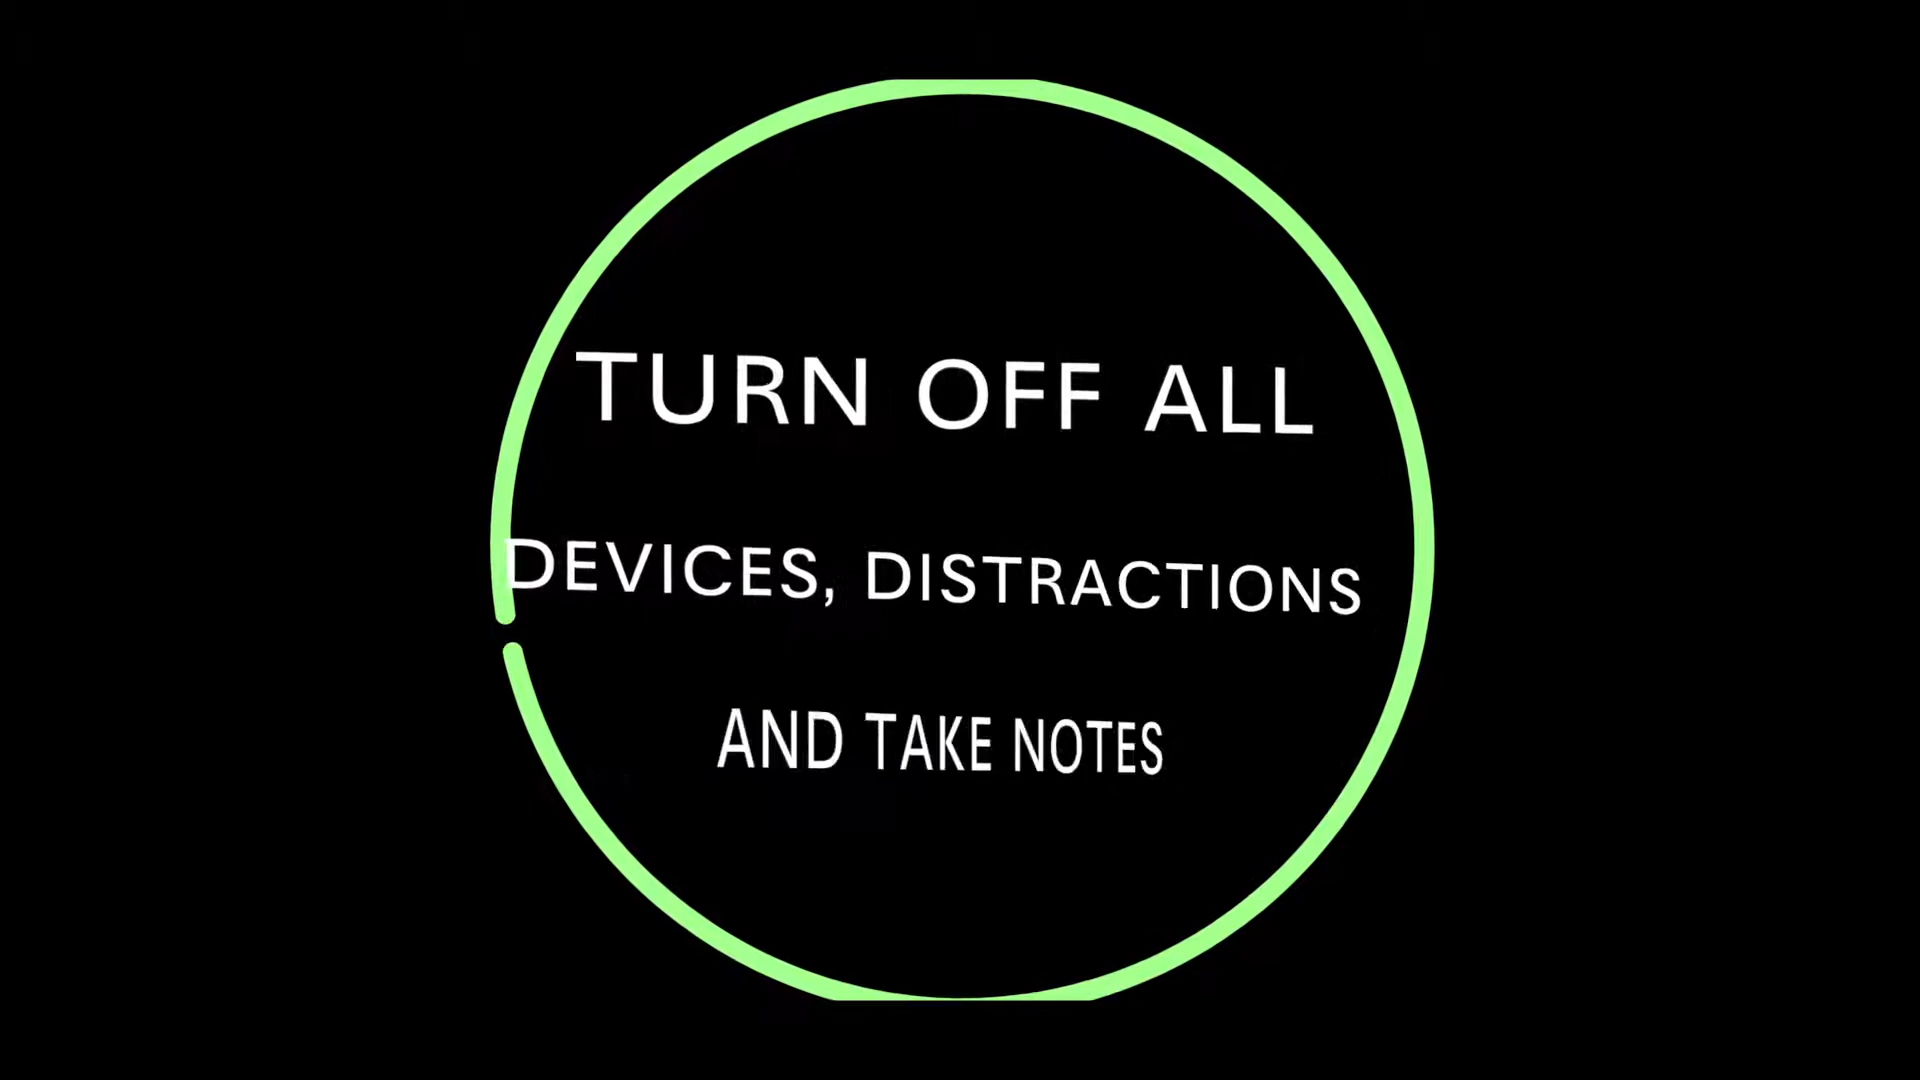 TURN OFF ALL
DEVICES, DISTRACTIONS
AND TAKE NOTES